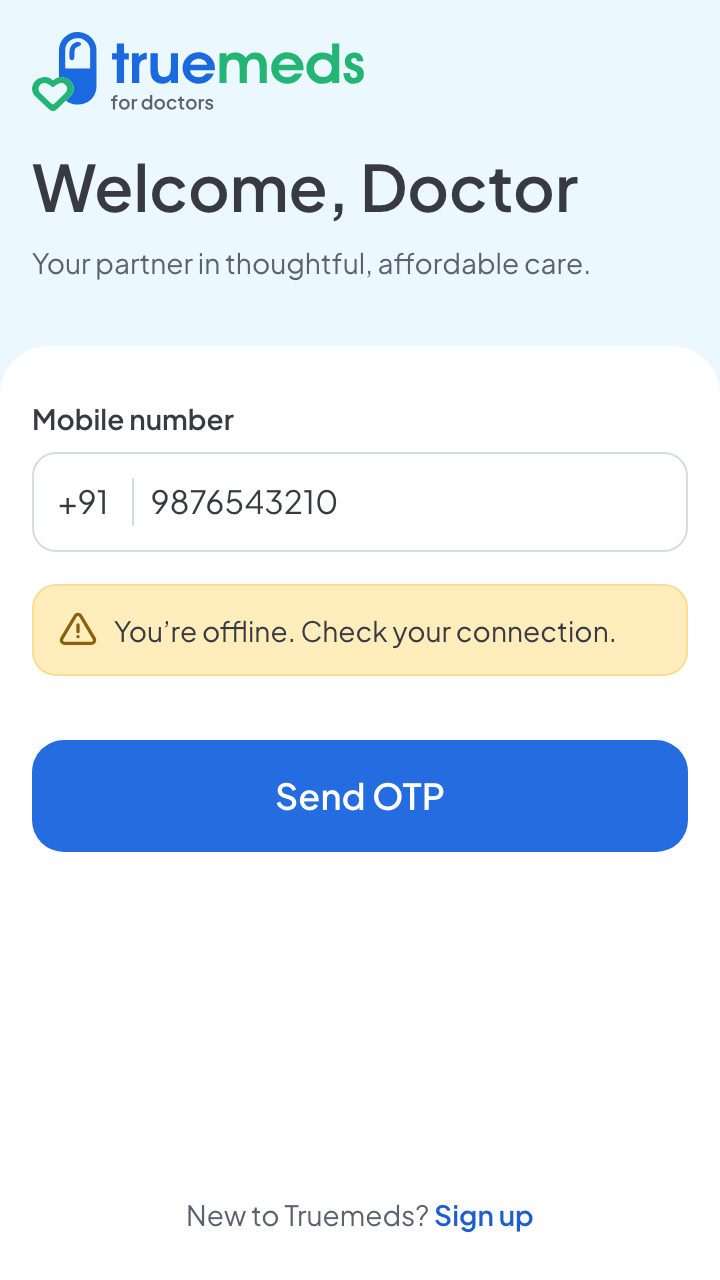 truemeds
for doctors
Welcome, Doctor
Your partner in thoughtful, affordable care.
Mobile number
+91 9876543210
You’re offline. Check your connection.
Send OTP
New to Truemeds? Sign up